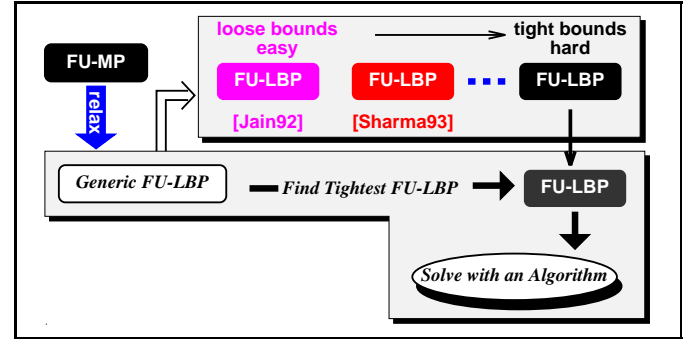 loose bounds
easy
tight bounds
hard
FU-MP
FU-LBP
FU-LBP
FU-LBP
relax
[Jain92]
[Sharma93]
Generic FU-LBP
Find Tightest FU-LBP
FU-LBP
Solve with an Algorithm